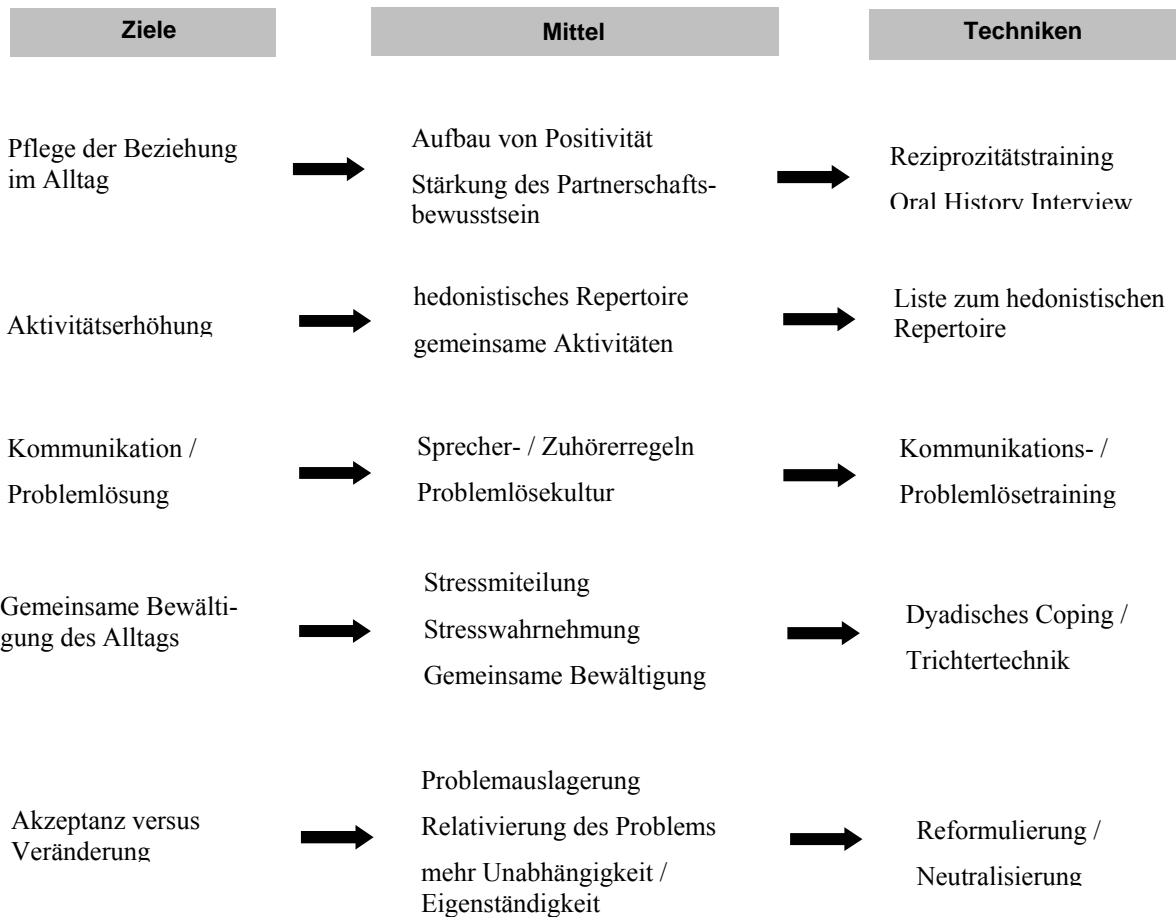 Ziele
Mittel
Techniken
Pflege der Beziehung
im Alltag
Aufbau von Positivität
Stärkung des Partnerschafts-
bewusstsein
Reziprozitätstraining
Oral History Interview
Aktivitätserhöhung
hedonistisches Repertoire
gemeinsame Aktivitäten
Liste zum hedonistischen
Repertoire
Kommunikation /
Problemlösung
Sprecher- / Zuhörerregeln
Problemlösekultur
Kommunikations- /
Problemlösetraining
Gemeinsame Bewälti-
gung des Alltags
Stressmiteilung
Stresswahrnehmung
Gemeinsame Bewältigung
Dyadisches Coping /
Trichtertechnik
Akzeptanz versus
Veränderung
Problemauslagerung
Relativierung des Problems
mehr Unabhängigkeit /
Eigenständigkeit
Reformulierung /
Neutralisierung